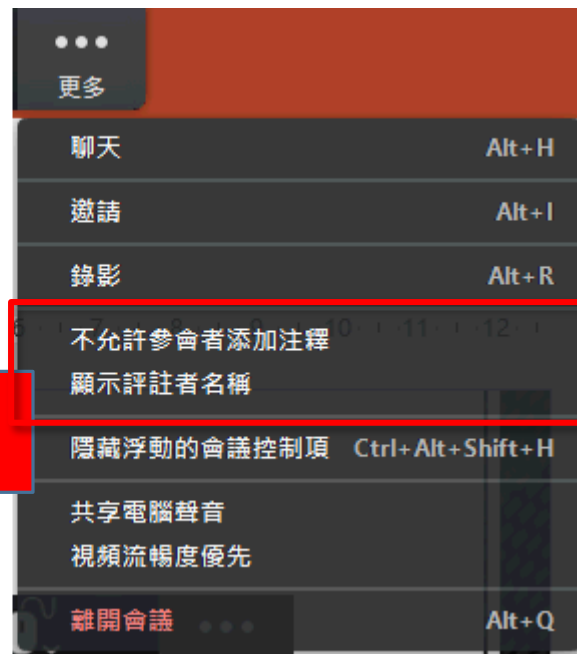 更多
聊天 Alt+H
邀請 Alt+I
錄影 Alt+R
不允許參會者添加注釋
顯示評註者名稱
隱藏浮動的會議控制項 Ctrl+Alt+Shift+H
共享電腦聲音
視頻流暢度優先
離開會議 Alt+Q